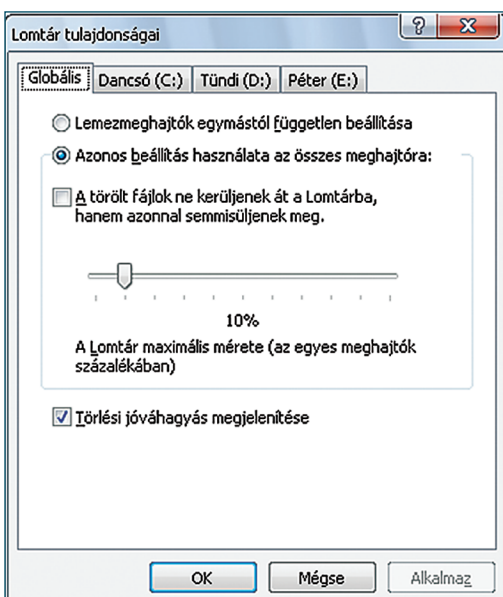 Lomtár tulajdonságai
Globális Dancsó (C:) Tündi (D:) Péter (E:)
Lemezmeghajtók egymástól független beállítása
Azonos beállítás használata az összes meghajtóra:
A törölt fájlok ne kerüljenek át a Lomtárba,
hanem azonnal semmisüljenek meg.
10%
A Lomtár maximális mérete (az egyes meghajtók
százalékában)
Törlési jóváhagyás megjelenítése
OK Mégse Alkalmaz